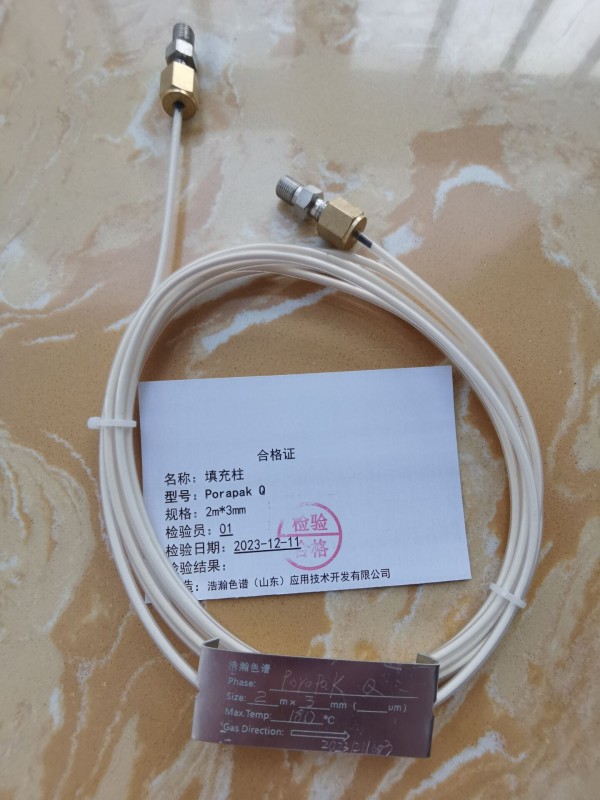 合格证
名称：填充柱
型号：Porapak Q
规格：2m*3mm
检验员：01
检验日期：2023-12-11
检验结果：
造：浩瀚色谱（山东）应用技术开发有限公司
检验
合格
浩瀚色谱
Phase: PoraPaK Q
Size: 2 m× 3 mm (　um)
Max.Temp: 180 °C
Gas Direction: